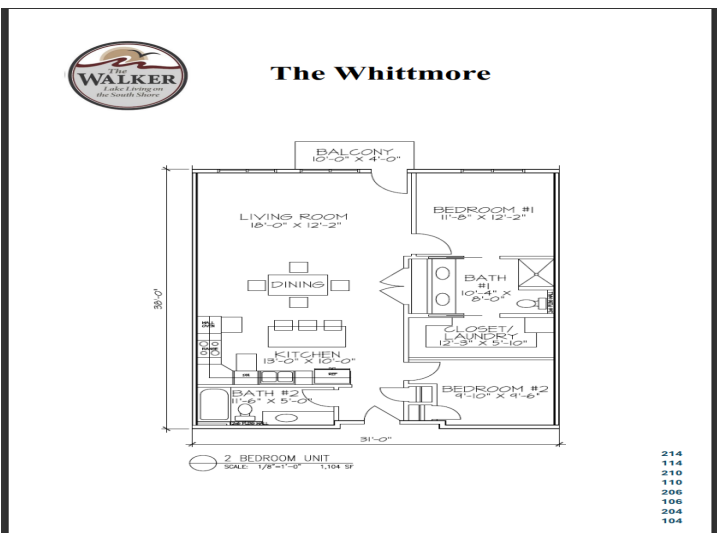 The
WALKER
Lake Living on
the South Shore
The Whittmore
BALCONY
10'-0" X 4'-0"
LIVING ROOM
18'-0" X 12'-2"
BEDROOM #1
11'-8" X 12'-2"
DINING
BATH
#1
10'-4" X
8'-0"
38'-0"
CLOSET/
LAUNDRY
12'-3" X 5'-10"
KITCHEN
13'-0" X 10'-0"
DW
REF
BEDROOM #2
9'-10" X 9'-6"
BATH #2
11'-6" X 5'-0"
31'-0"
2 BEDROOM UNIT
SCALE: 1/8"=1'-0" 1,104 SF
214
114
210
110
206
106
204
104